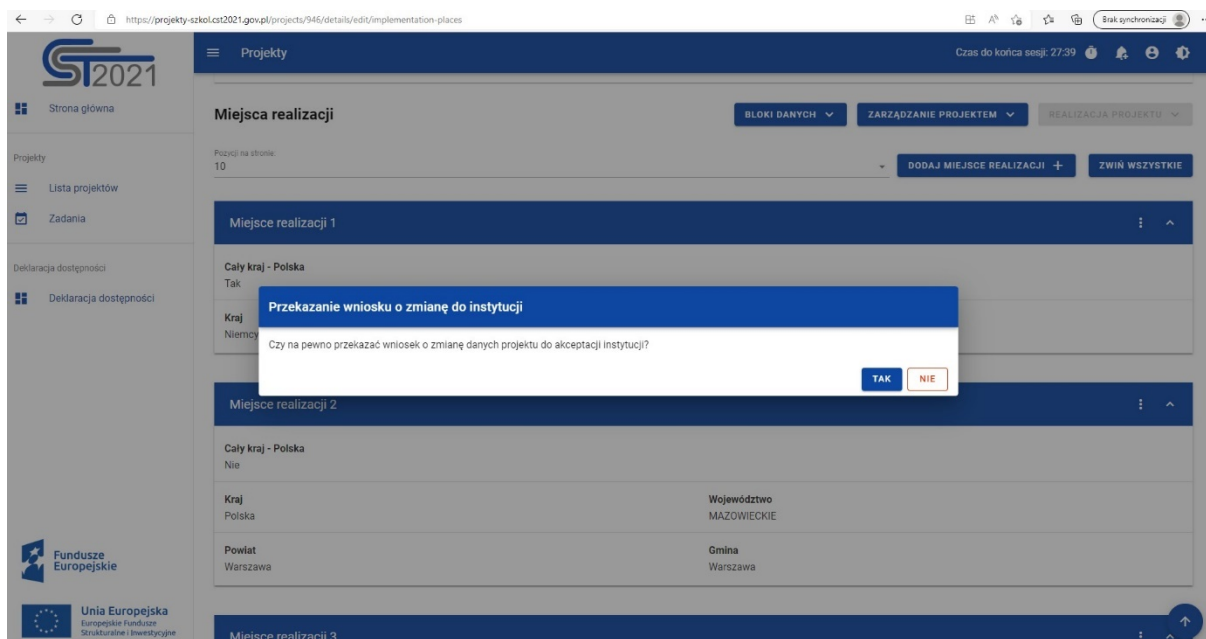 https://projekty-szkol.cst2021.gov.pl/projects/946/details/edit/implementation-places
Brak synchronizacji
ST2021
Projekty
Czas do końca sesji: 27:39
Strona główna
Projekty
Lista projektów
Zadania
Deklaracja dostępności
Deklaracja dostępności
Miejsca realizacji
BLOKI DANYCH
ZARZĄDZANIE PROJEKTEM
REALIZACJA PROJEKTU
Pozycji na stronie:
10
DODAJ MIEJSCE REALIZACJI +
ZWIŃ WSZYSTKIE
Miejsce realizacji 1
Cały kraj - Polska
Tak
Kraj
Niemcy
Przekazanie wniosku o zmianę do instytucji
Czy na pewno przekazać wniosek o zmianę danych projektu do akceptacji instytucji?
TAK
NIE
Miejsce realizacji 2
Cały kraj - Polska
Nie
Kraj
Polska
Województwo
MAZOWIECKIE
Powiat
Warszawa
Gmina
Warszawa
Miejsce realizacji 3
Fundusze
Europejskie
Unia Europejska
Europejskie Fundusze
Strukturalne i Inwestycyjne